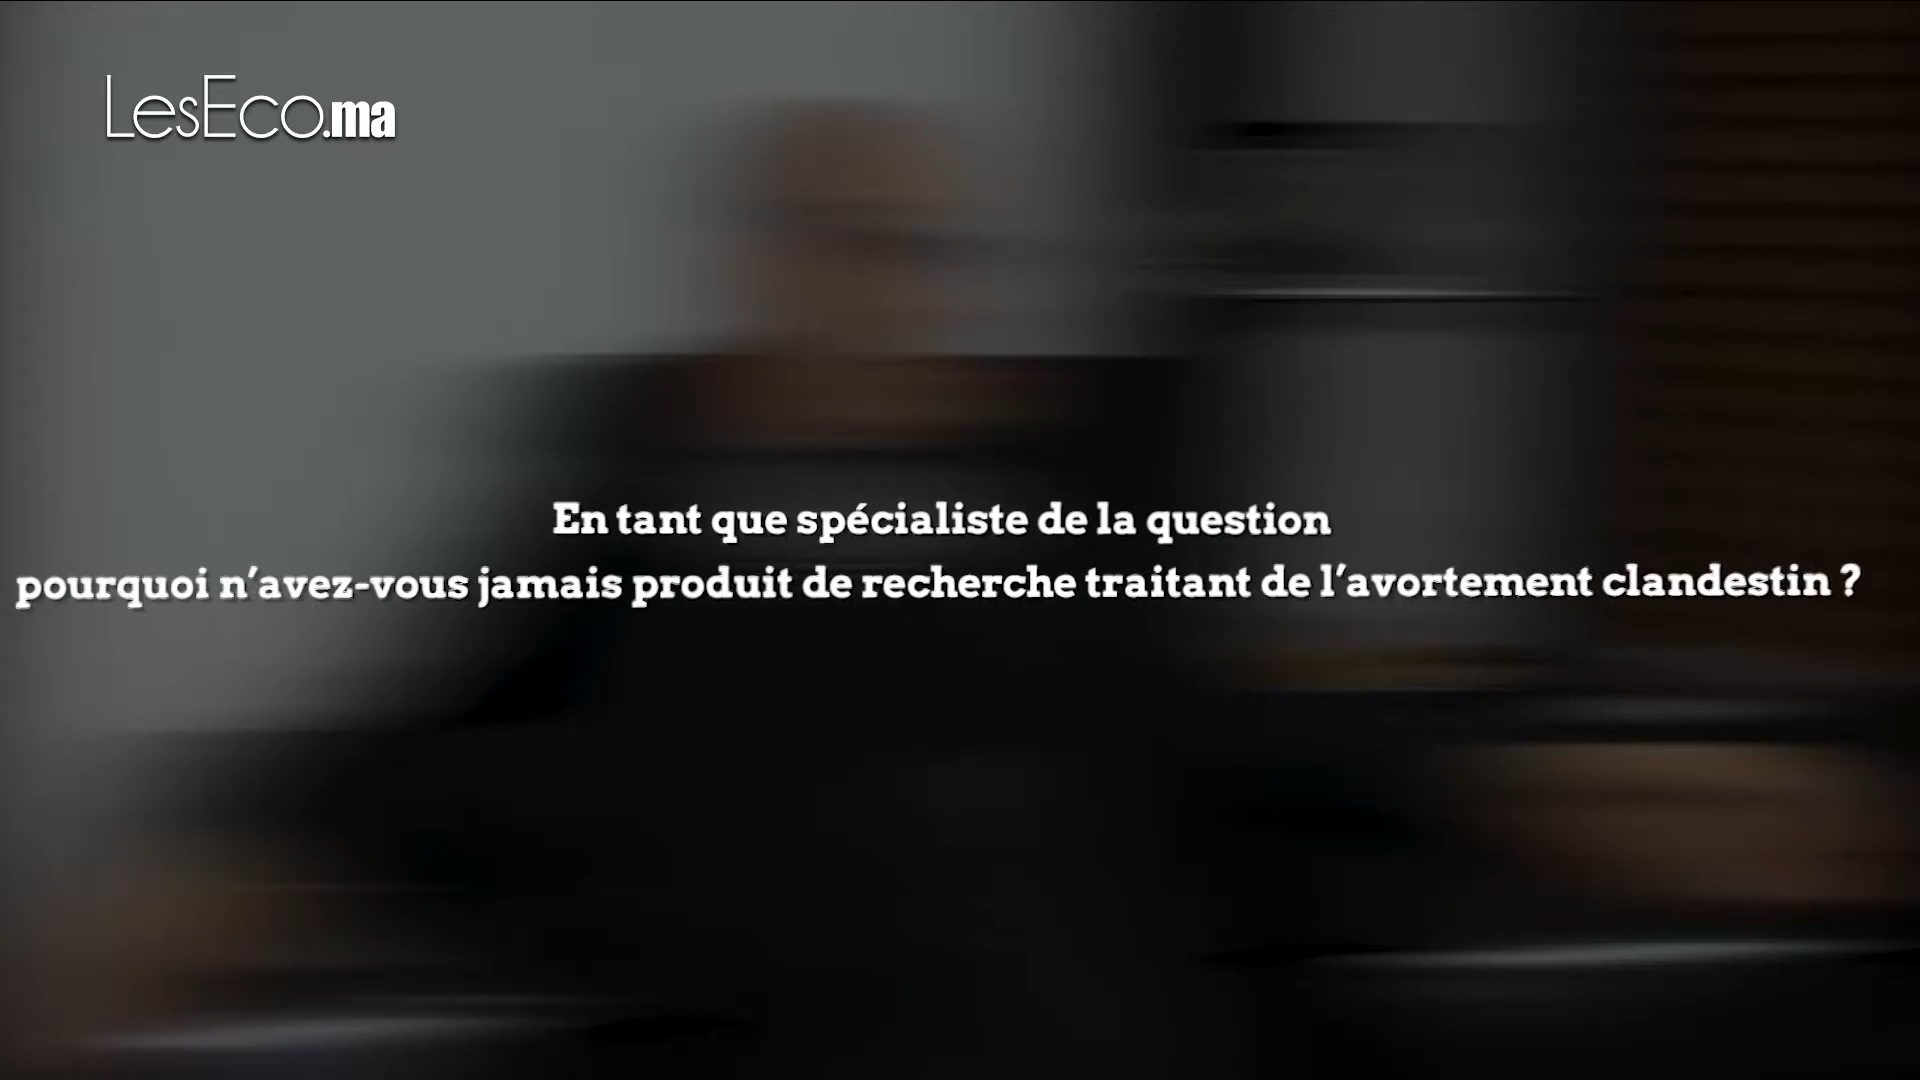 LesEco.ma
En tant que spécialiste de la question
pourquoi n’avez-vous jamais produit de recherche traitant de l’avortement clandestin ?